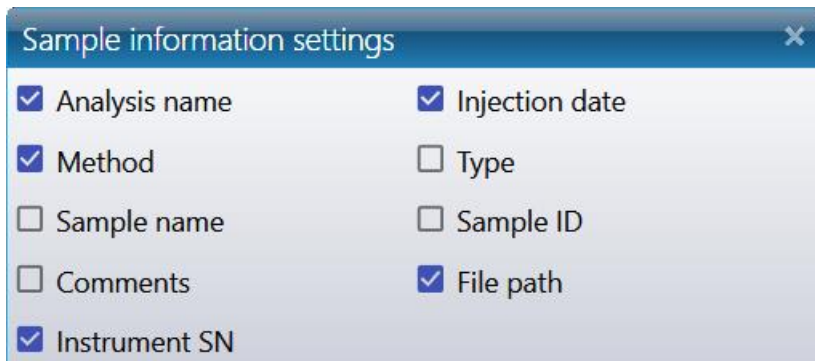 Sample information settings
Analysis name
Injection date
Method
Type
Sample name
Sample ID
Comments
File path
Instrument SN